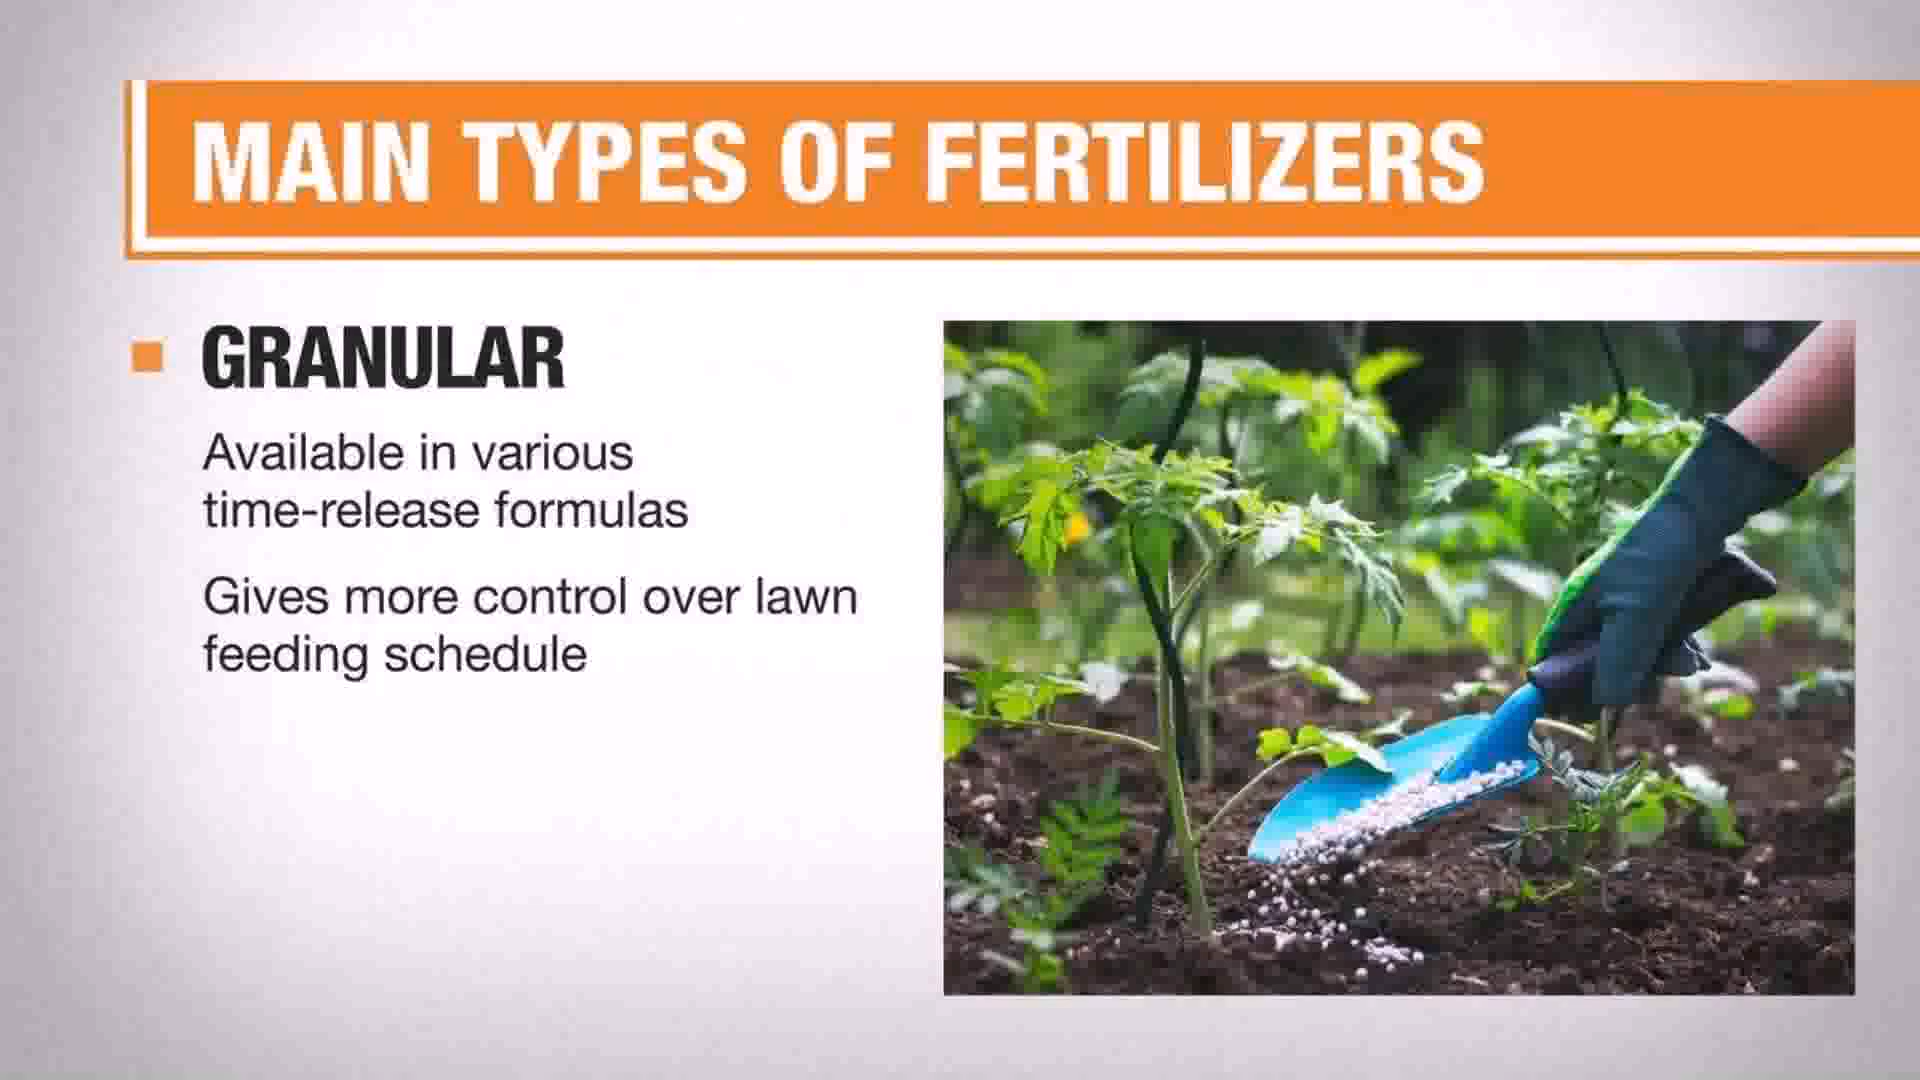 MAIN TYPES OF FERTILIZERS
GRANULAR
Available in various
time-release formulas
Gives more control over lawn
feeding schedule